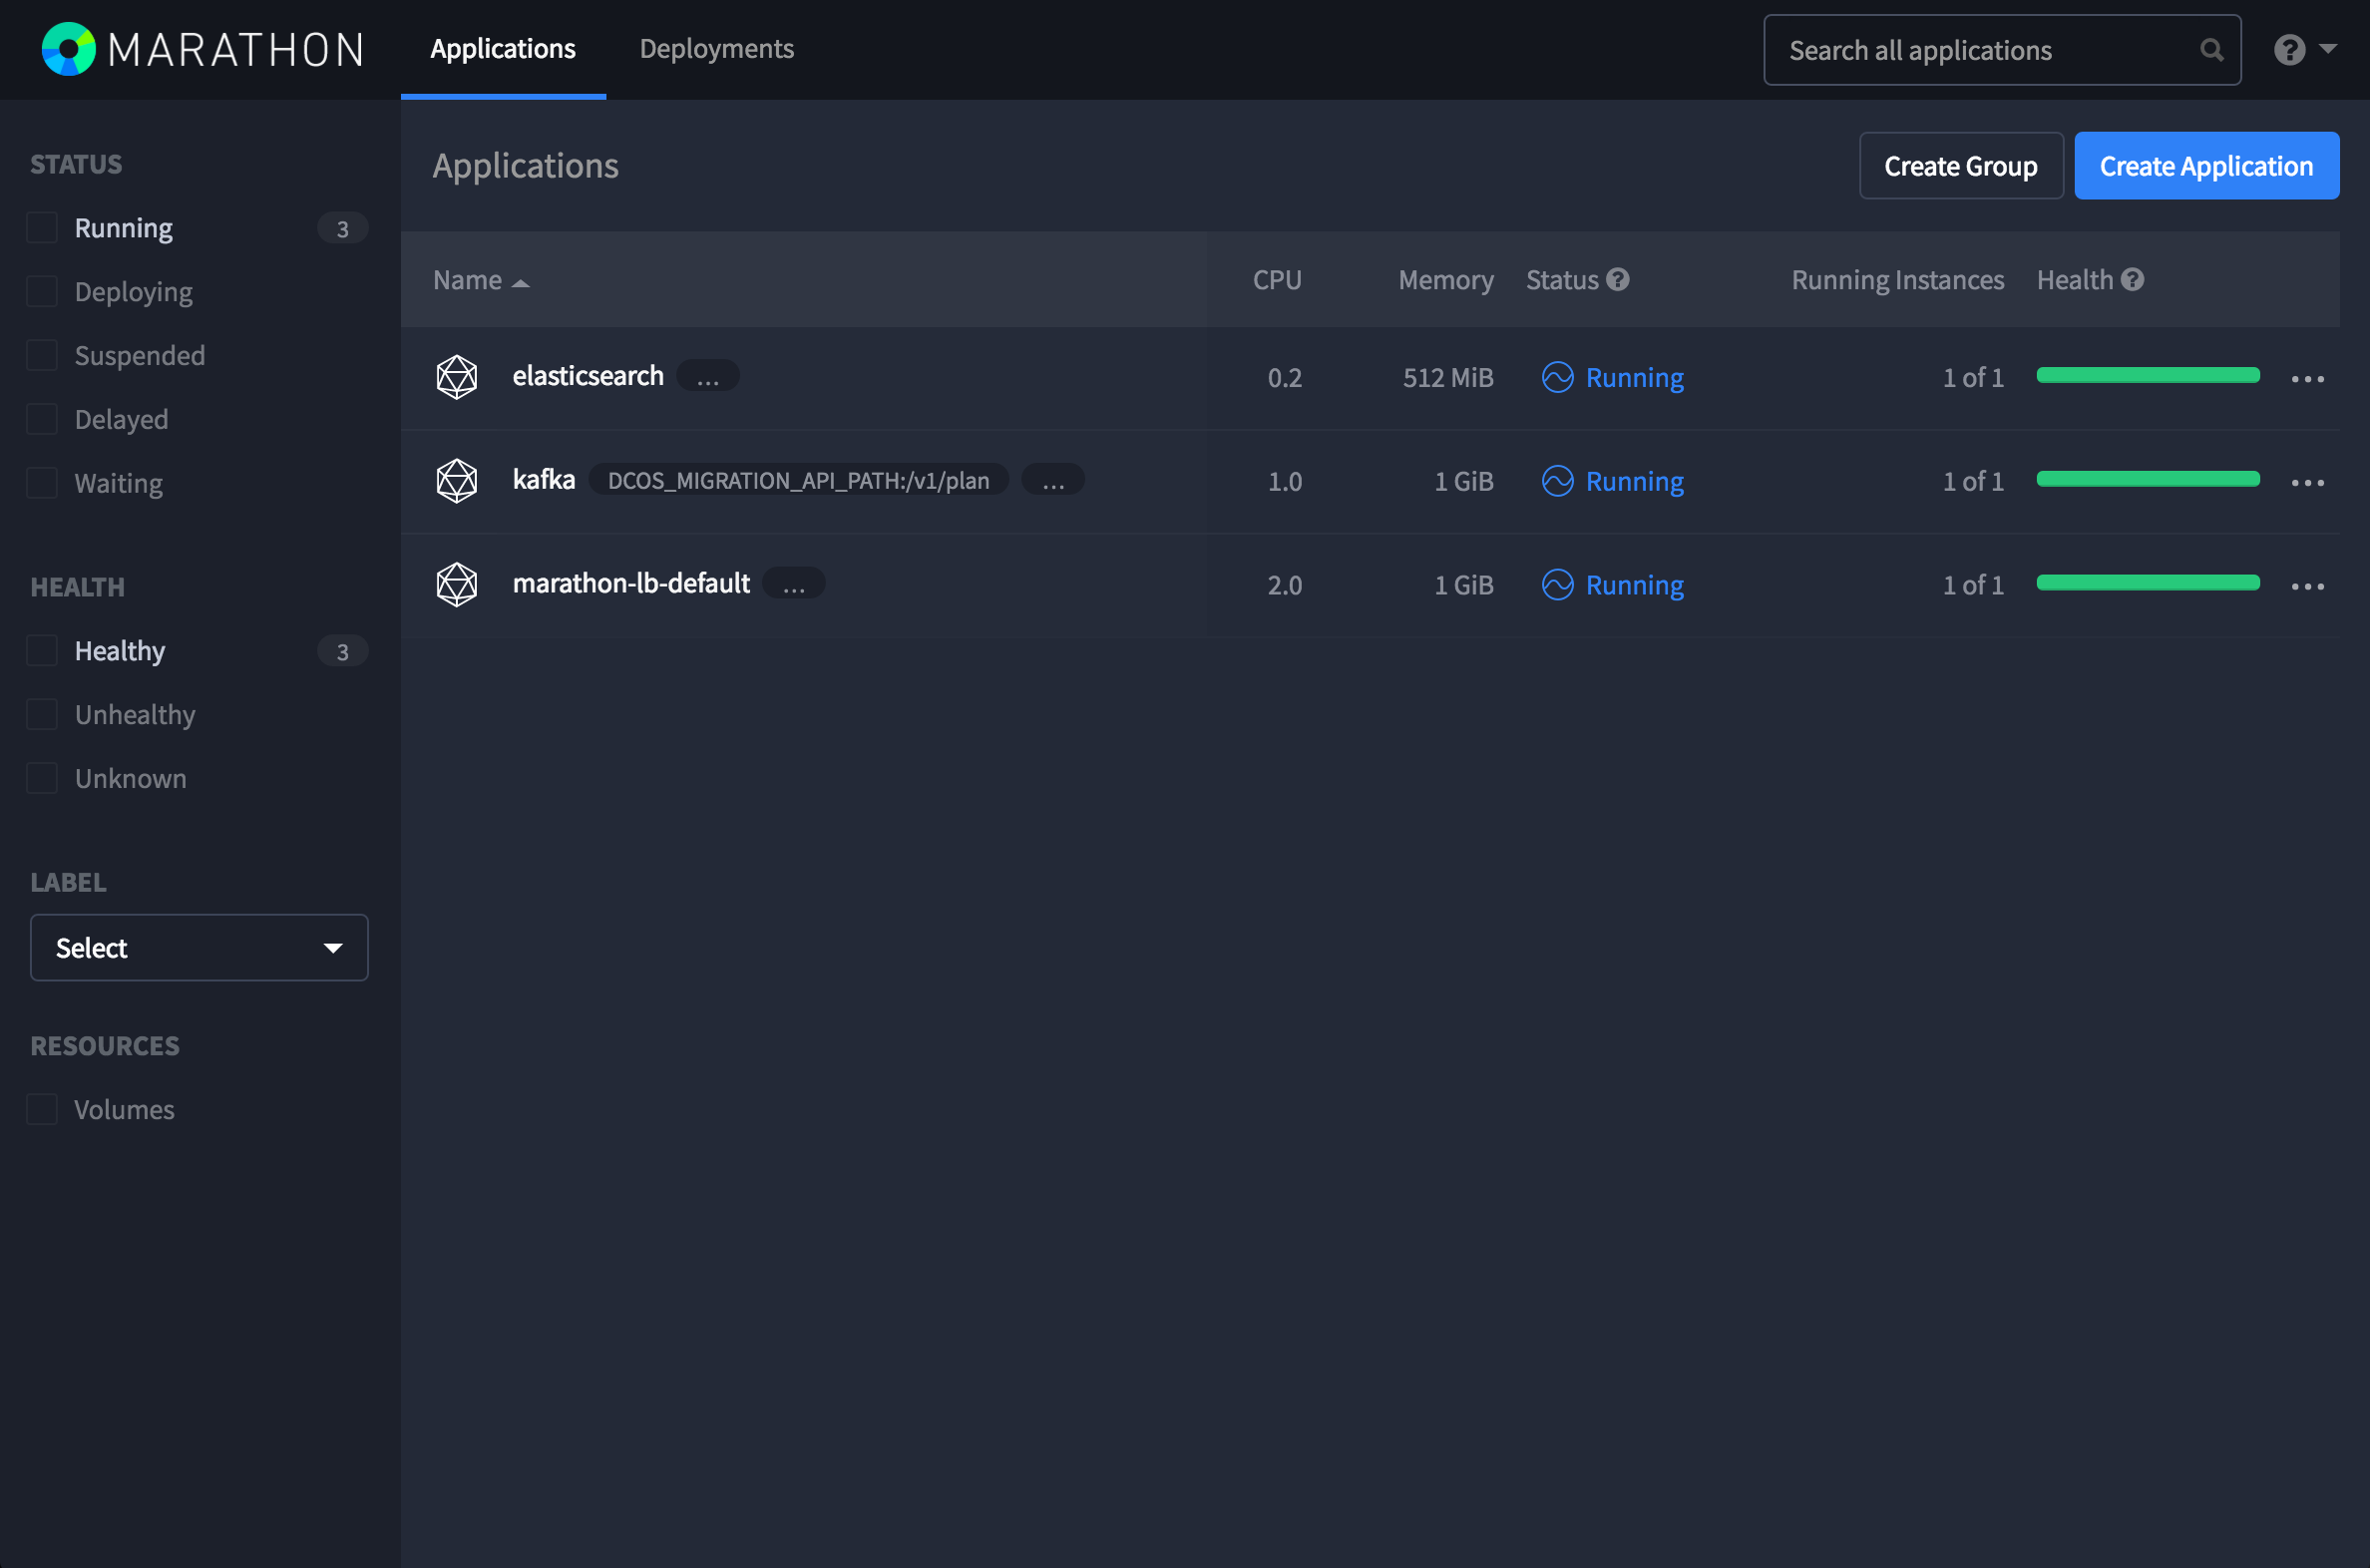 MARATHON Applications Deployments Search all applications
STATUS
Running 3
Deploying
Suspended
Delayed
Waiting
HEALTH
Healthy 3
Unhealthy
Unknown
LABEL
Select
RESOURCES
Volumes
Applications Create Group Create Application
Name CPU Memory Status Running Instances Health
elasticsearch ... 0.2 512 MiB Running 1 of 1
kafka DCOS_MIGRATION_API_PATH:/v1/plan ... 1.0 1 GiB Running 1 of 1
marathon-lb-default ... 2.0 1 GiB Running 1 of 1